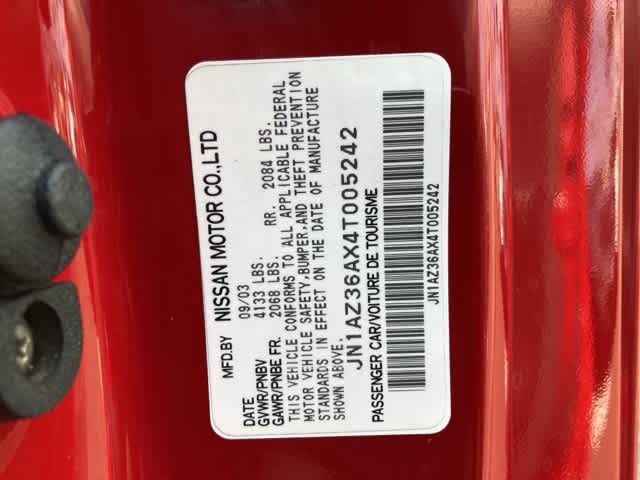 MFD.BY NISSAN MOTOR CO.,LTD
DATE 09/03
GVWR/PNBV 4133 LBS.
GAWR/PNBE FR. 2068 LBS. RR. 2084 LBS.
THIS VEHICLE CONFORMS TO ALL APPLICABLE FEDERAL
MOTOR VEHICLE SAFETY,BUMPER,AND THEFT PREVENTION
STANDARDS IN EFFECT ON THE DATE OF MANUFACTURE
SHOWN ABOVE.
JN1AZ36AX4T005242
PASSENGER CAR/VOITURE DE TOURISME
JN1AZ36AX4T005242